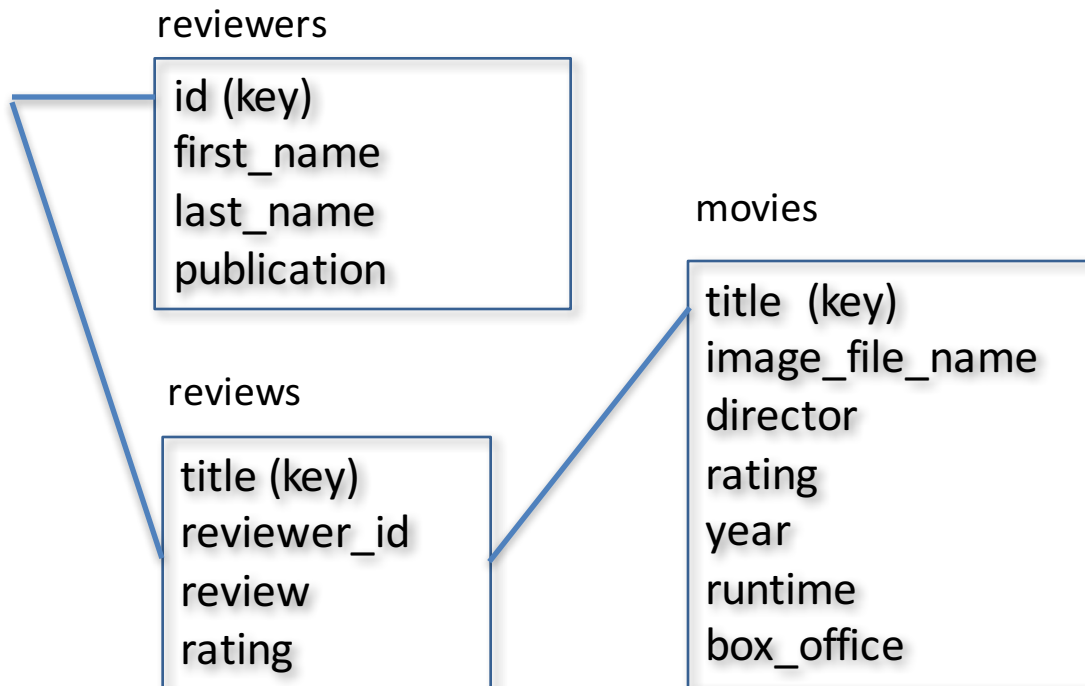 reviewers
id (key)
first_name
last_name
publication
reviews
title (key)
reviewer_id
review
rating
movies
title  (key)
image_file_name
director
rating
year
runtime
box_office